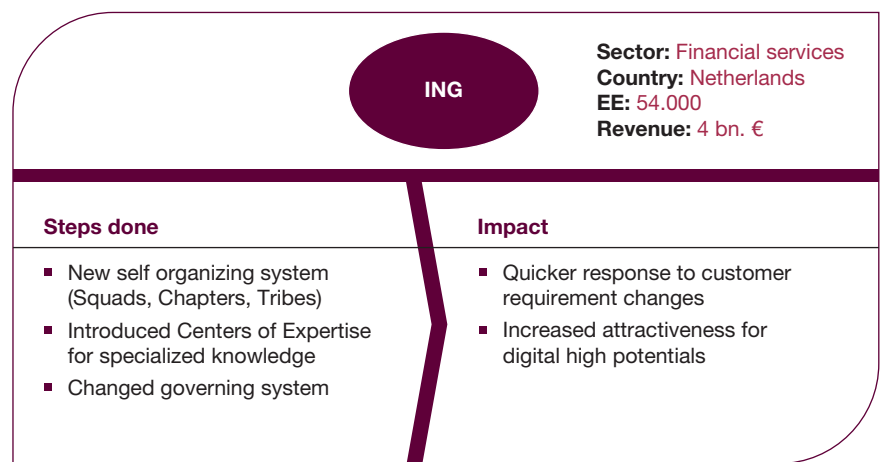 ING
Sector: Financial services
Country: Netherlands
EE: 54.000
Revenue: 4 bn. €
Steps done
▪ New self organizing system
(Squads, Chapters, Tribes)
▪ Introduced Centers of Expertise
for specialized knowledge
▪ Changed governing system
Impact
▪ Quicker response to customer
requirement changes
▪ Increased attractiveness for
digital high potentials